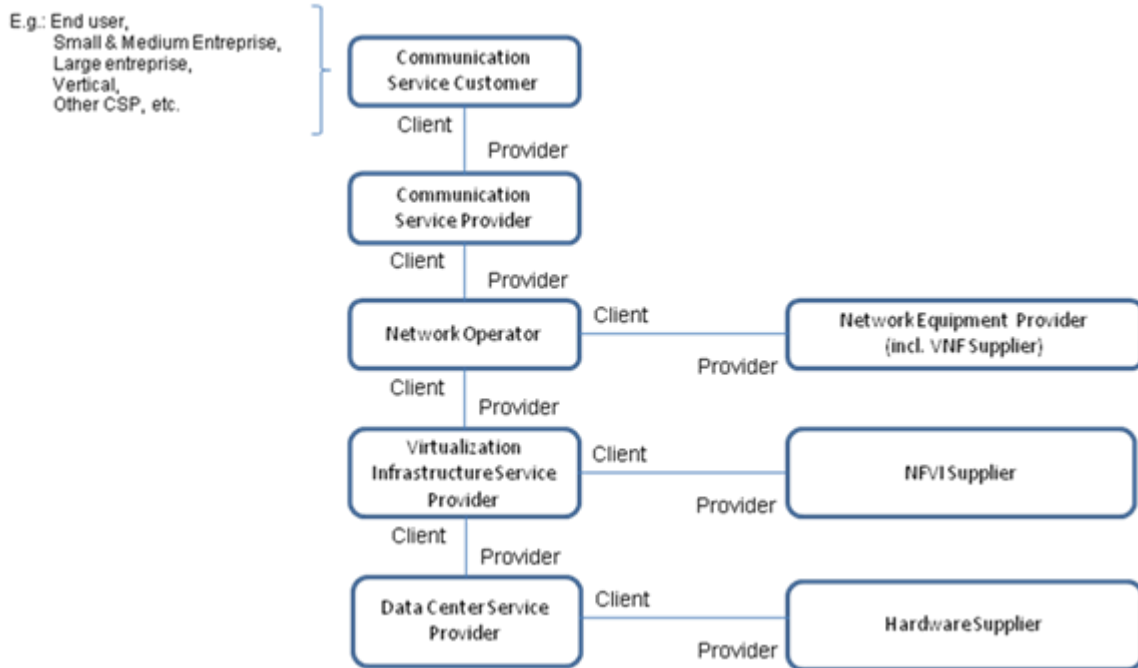 E.g.: End user,
Small & Medium Entreprise,
Large entreprise,
Vertical,
Other CSP, etc.
Communication
Service Customer
Client
Provider
Communication
Service Provider
Client
Provider
Network Operator
Client
Provider
Network Equipment Provider
(incl. VNF Supplier)
Client
Provider
Virtualization
Infrastructure Service
Provider
Client
Provider
NFVI Supplier
Client
Provider
Data Center Service
Provider
Client
Provider
Hardware Supplier